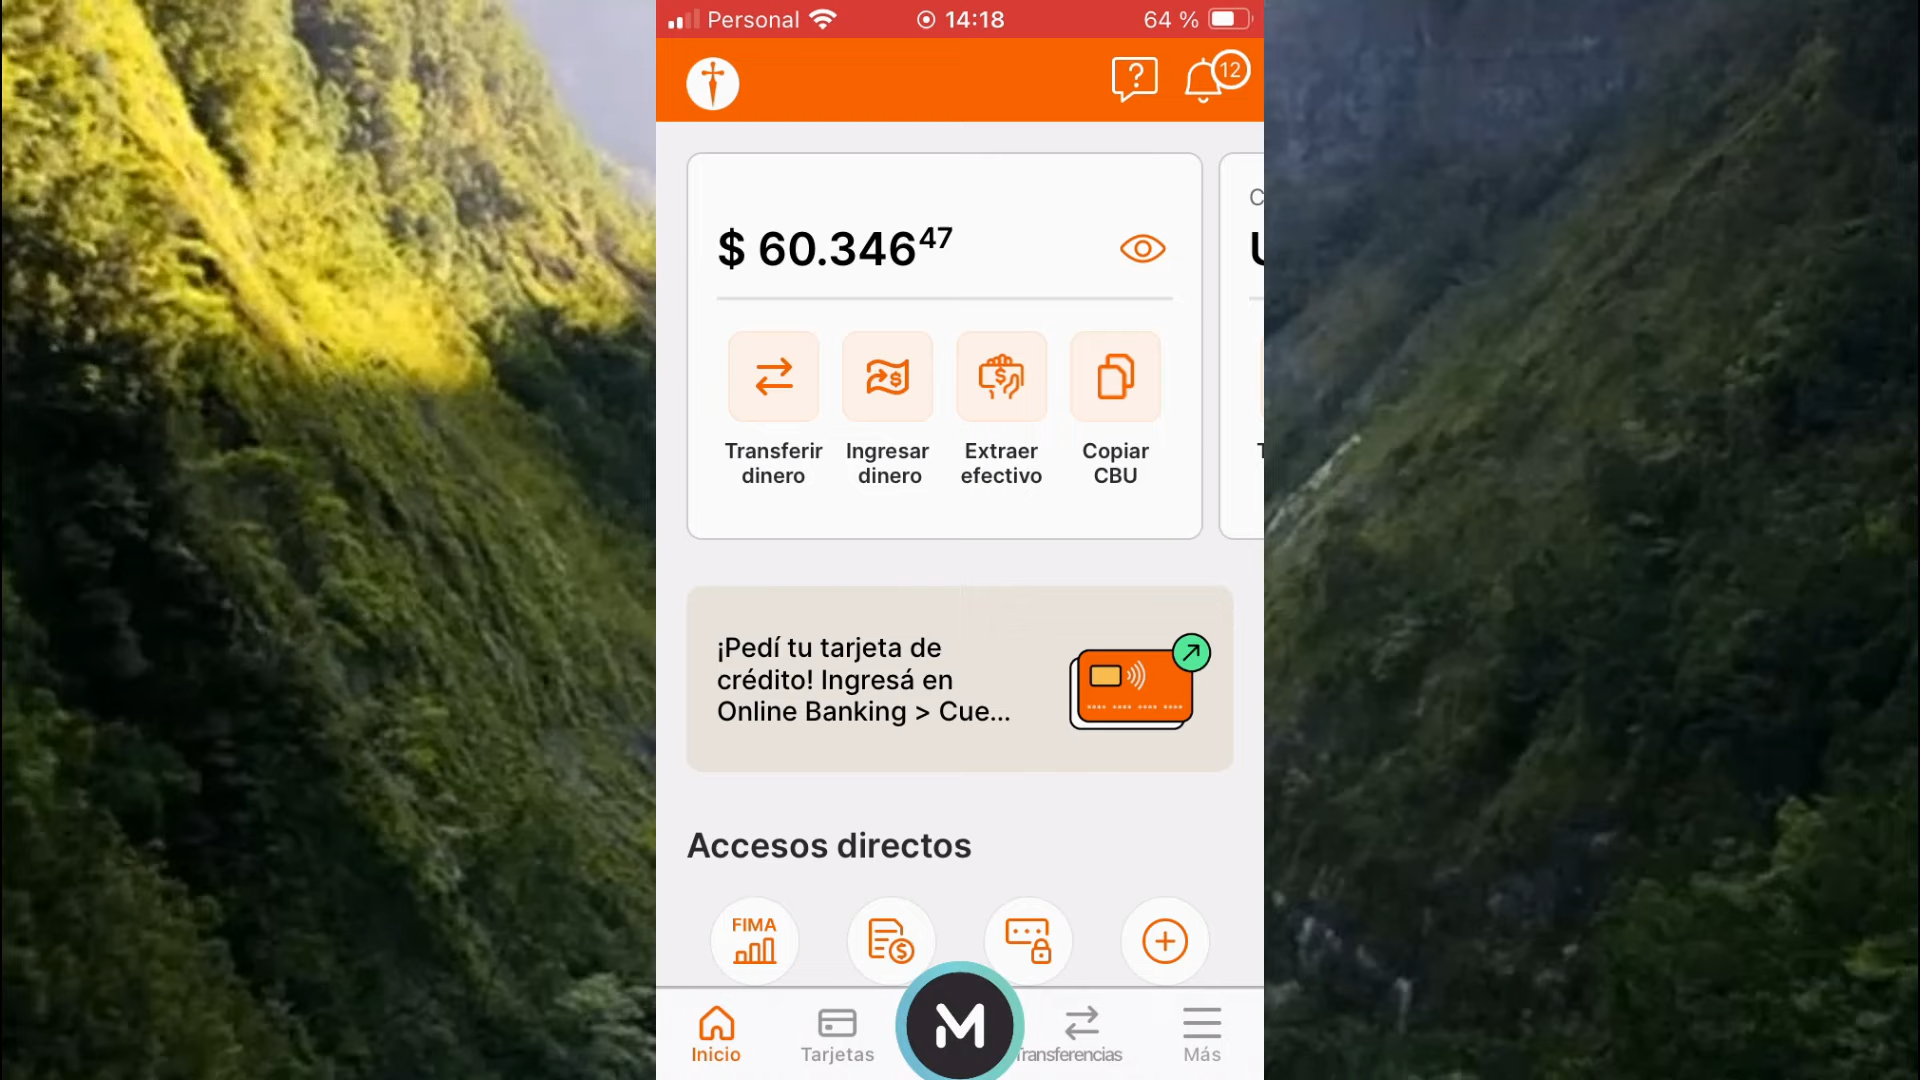 Personal 14:18 64 %
12
$ 60.346 47
Transferir dinero
Ingresar dinero
Extraer efectivo
Copiar CBU
¡Pedí tu tarjeta de
crédito! Ingresá en
Online Banking > Cue...
Accesos directos
FIMA
Inicio
Tarjetas
M
Transferencias
Más